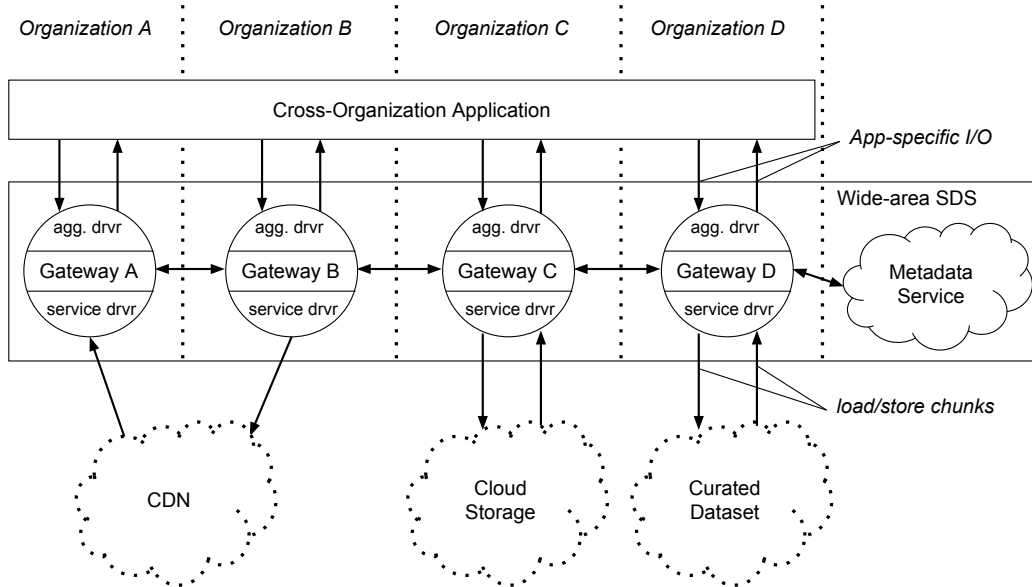 Organization A
Organization B
Organization C
Organization D
Cross-Organization Application
App-specific I/O
Wide-area SDS
agg. drvr
Gateway A
service drvr
agg. drvr
Gateway B
service drvr
agg. drvr
Gateway C
service drvr
agg. drvr
Gateway D
service drvr
Metadata
Service
load/store chunks
CDN
Cloud
Storage
Curated
Dataset